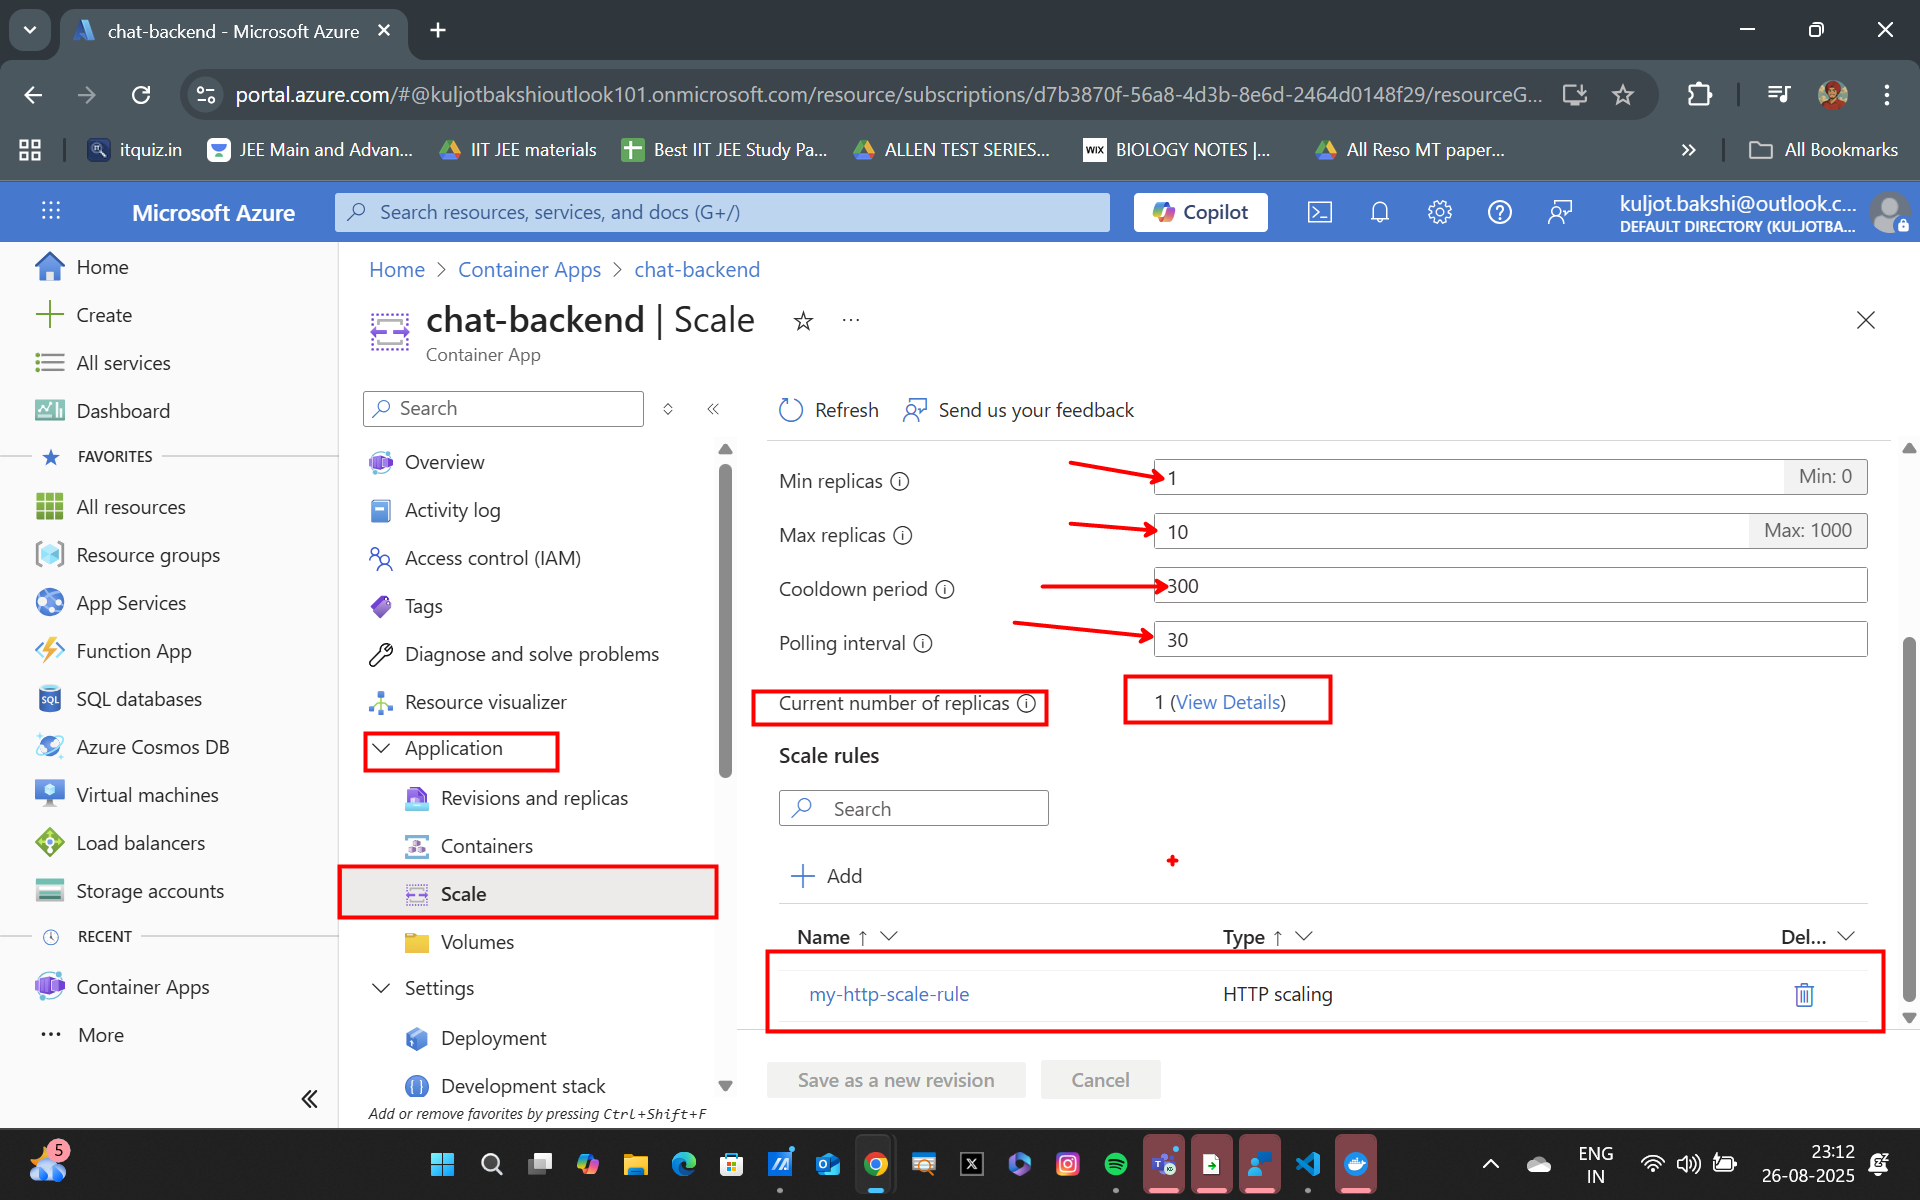 chat-backend - Microsoft Azure
portal.azure.com/#@kuljotbakshioutlook101.onmicrosoft.com/resource/subscriptions/d7b3870f-56a8-4d3b-8e6d-2464d0148f29/resourceG...
itquiz.in
JEE Main and Advan...
IIT JEE materials
Best IIT JEE Study Pa...
ALLEN TEST SERIES...
WIX
BIOLOGY NOTES |...
All Reso MT paper...
All Bookmarks
Microsoft Azure
Search resources, services, and docs (G+/)
Copilot
kuljot.bakshi@outlook.c...
DEFAULT DIRECTORY (KULJOTBA...
Home
Create
All services
Dashboard
FAVORITES
All resources
Resource groups
App Services
Function App
SQL
SQL databases
Azure Cosmos DB
Virtual machines
Load balancers
Storage accounts
RECENT
Container Apps
More
Home > Container Apps > chat-backend
chat-backend | Scale
Container App
Search
Overview
Activity log
Access control (IAM)
Tags
Diagnose and solve problems
Resource visualizer
Application
Revisions and replicas
Containers
Scale
Volumes
Settings
Deployment
Development stack
Add or remove favorites by pressing Ctrl+Shift+F
Refresh
Send us your feedback
Min replicas
1
Min: 0
Max replicas
10
Max: 1000
Cooldown period
300
Polling interval
30
Current number of replicas
1 (View Details)
Scale rules
Search
Add
Name ↑
Type ↑
Del...
my-http-scale-rule
HTTP scaling
Save as a new revision
Cancel
5
ENG
IN
23:12
26-08-2025